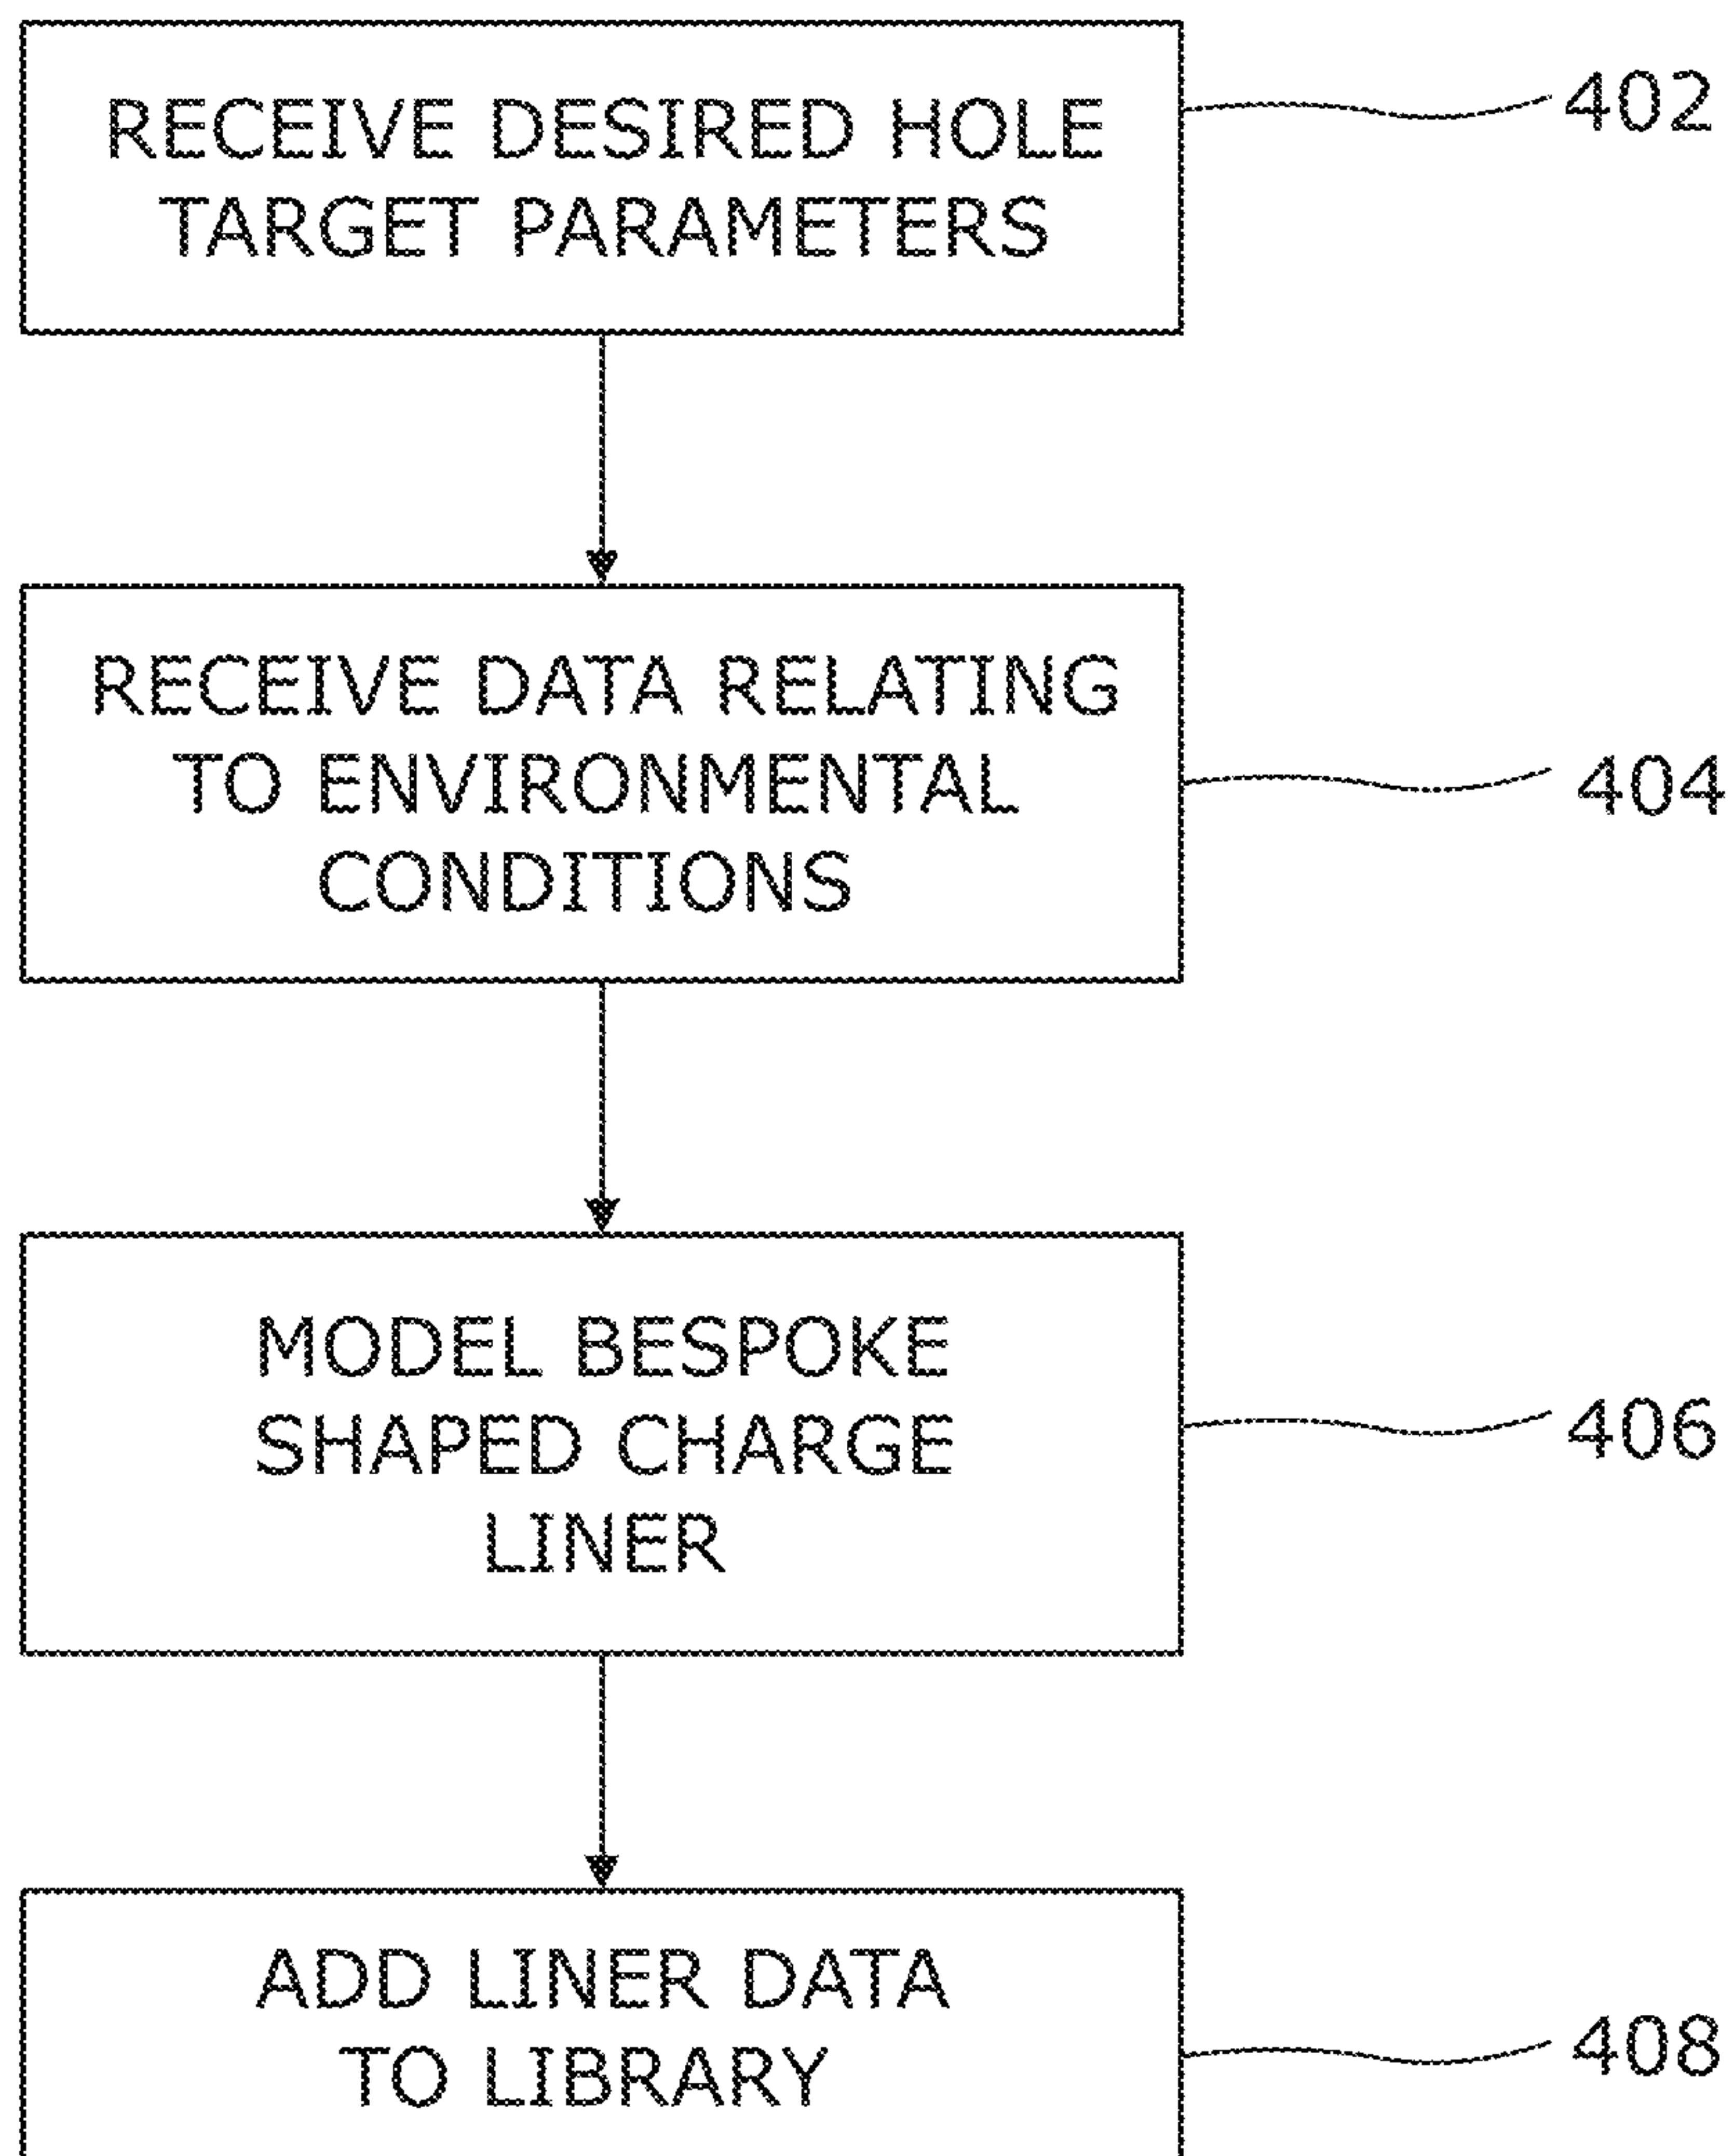 RECEIVE DESIRED HOLE
TARGET PARAMETERS
402
RECEIVE DATA RELATING
TO ENVIRONMENTAL
CONDITIONS
404
MODEL BESPOKE
SHAPED CHARGE
LINER
406
ADD LINER DATA
TO LIBRARY
408